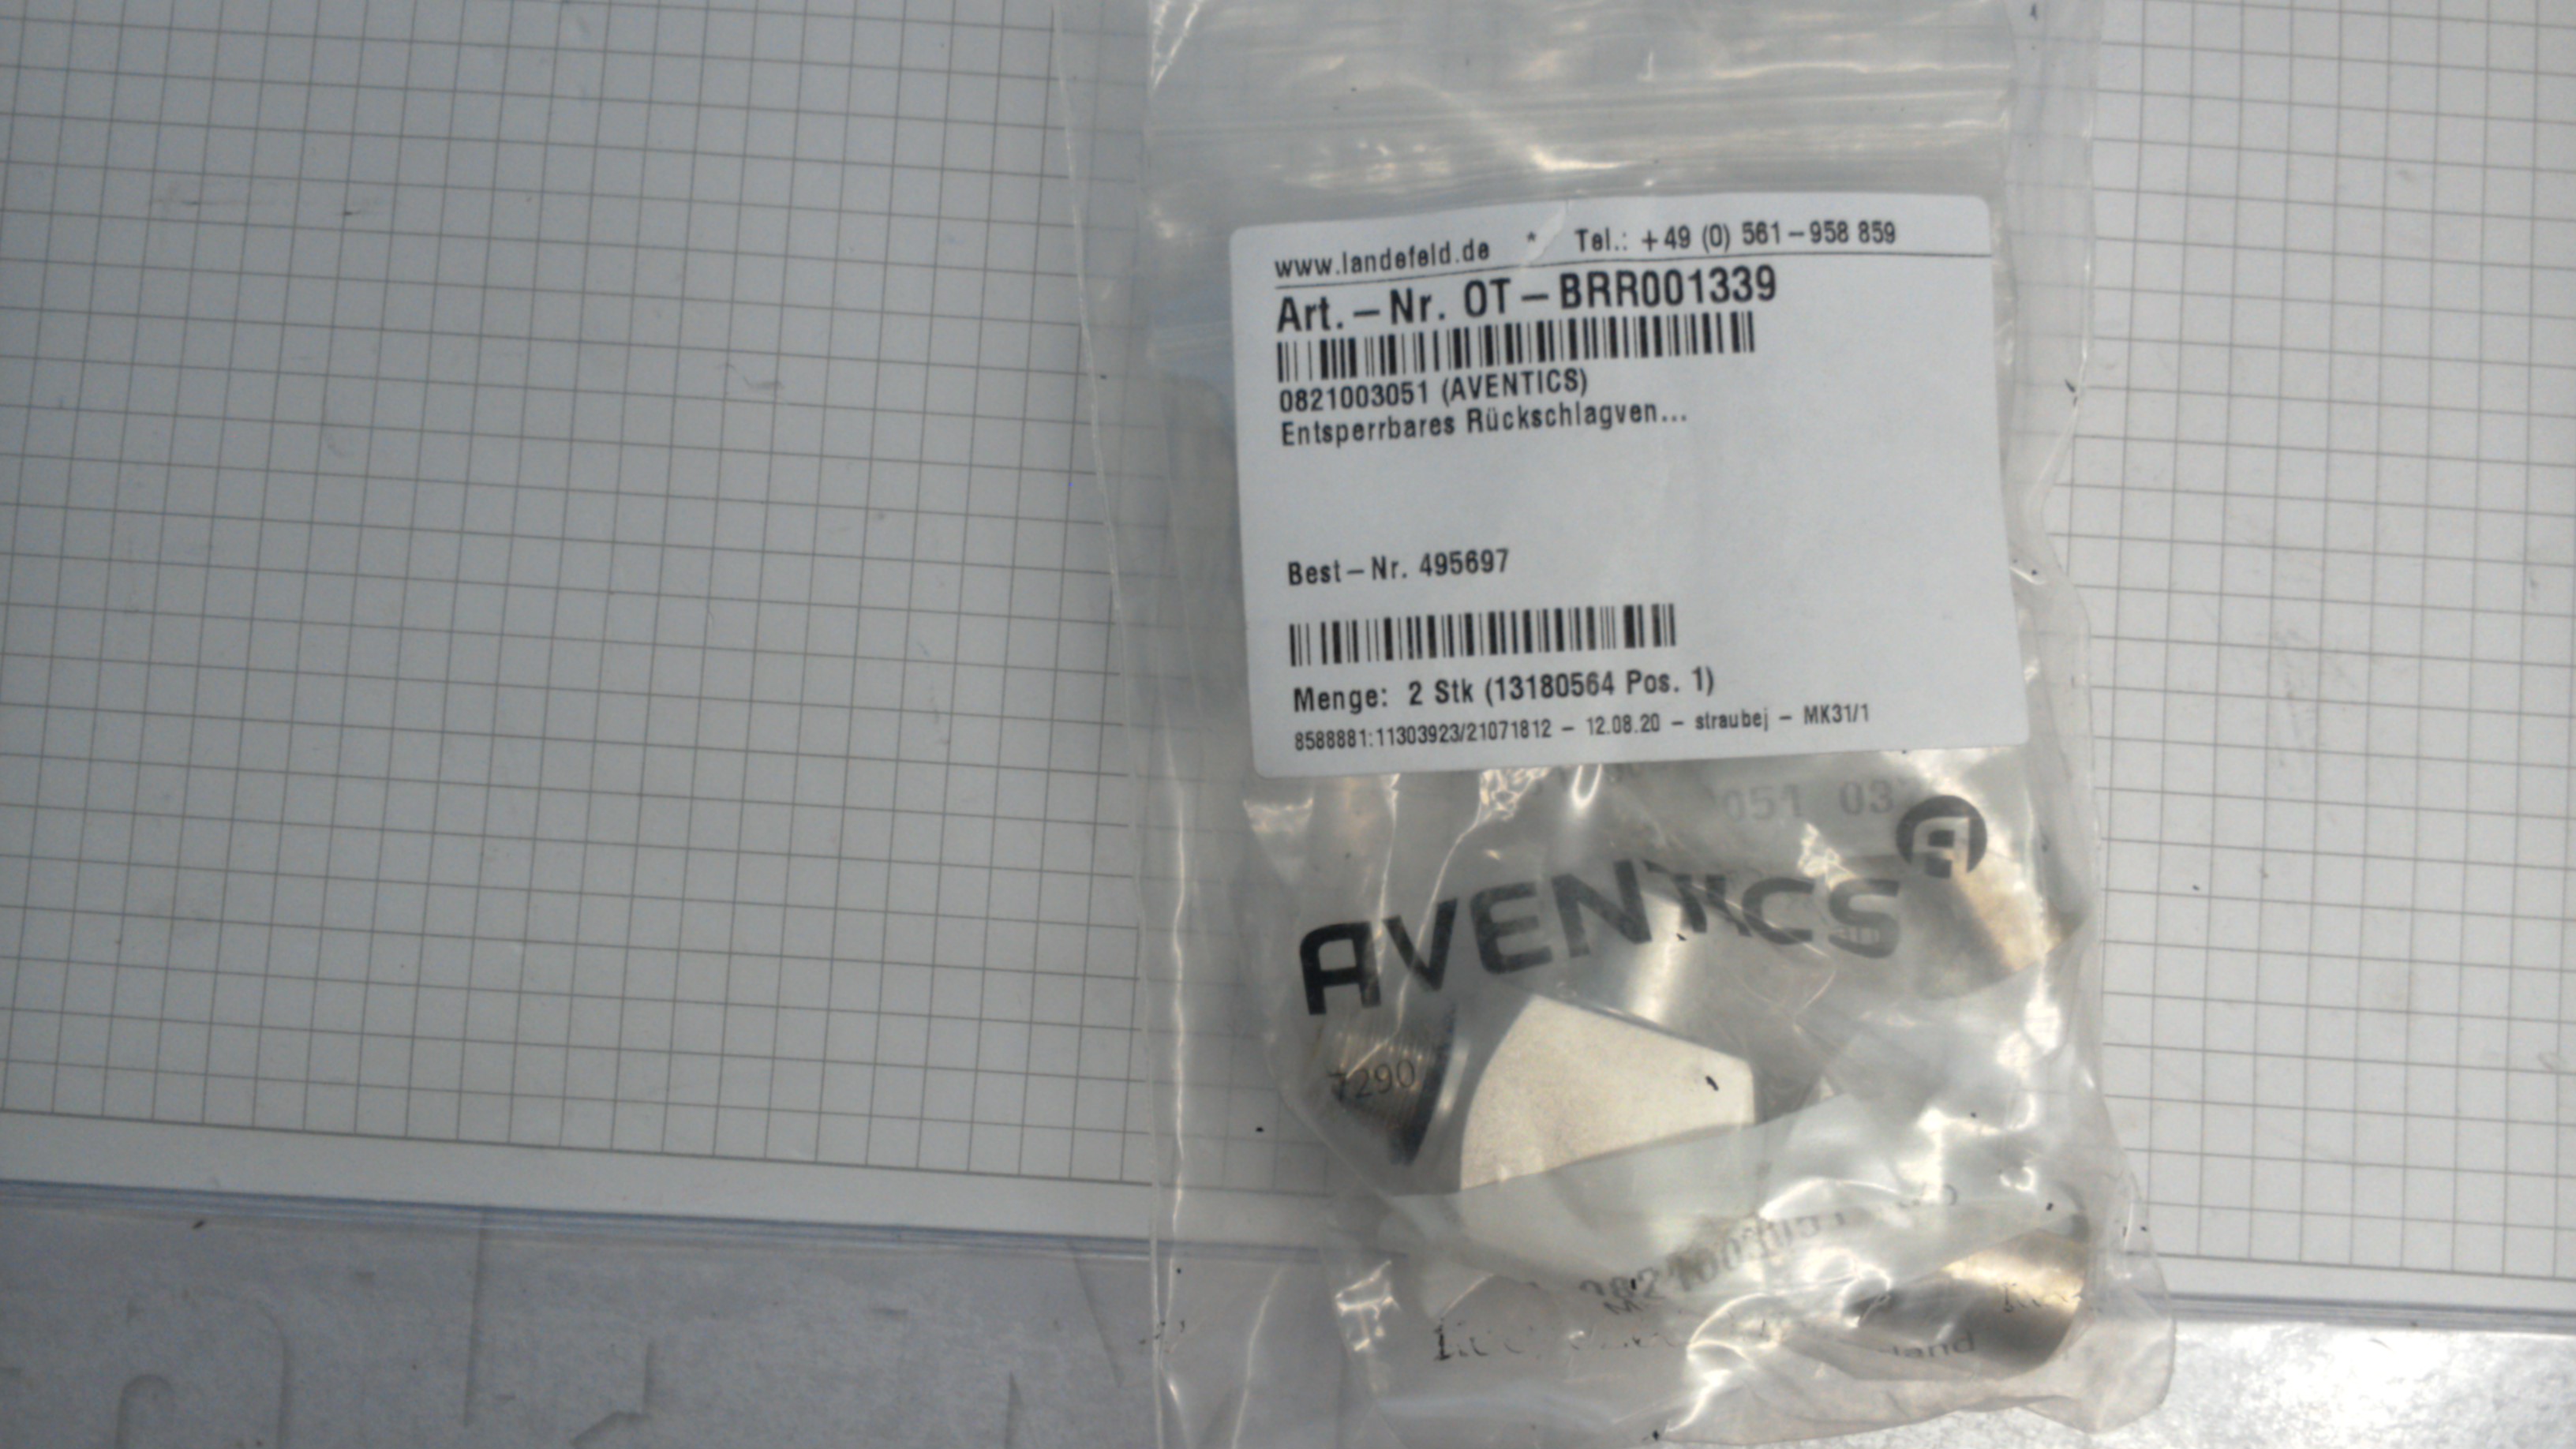 www.landefeld.de * Tel.: +49 (0) 561-958 859
Art.-Nr. OT-BRR001339
0821003051 (AVENTICS)
Entsperrbares Rückschlagven...
Best-Nr. 495697
Menge: 2 Stk (13180564 Pos. 1)
8588881:11303923/21071812 - 12.08.20 - straubej - MK31/1
051 03
AVENTICS
7290